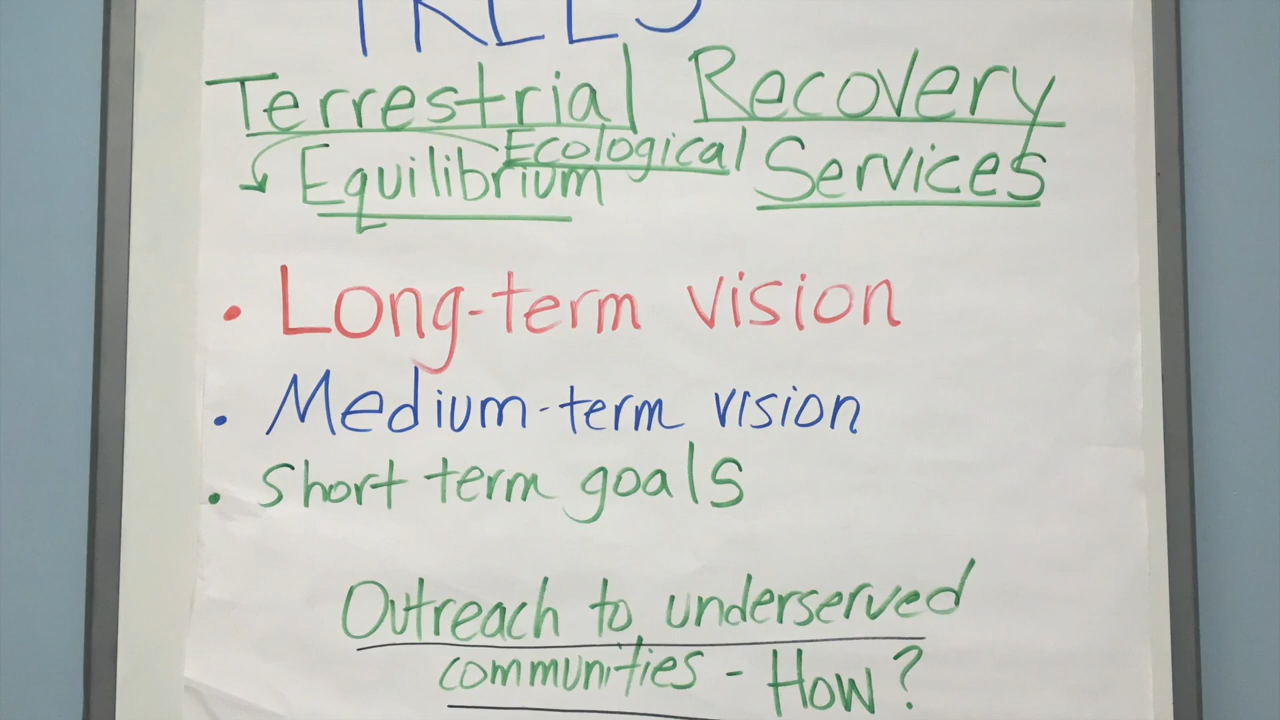 TREES
Terrestrial Recovery
Ecological
Equilibrium Services
• Long-term vision
• Medium-term vision
• Short term goals
Outreach to underserved
communities - How?